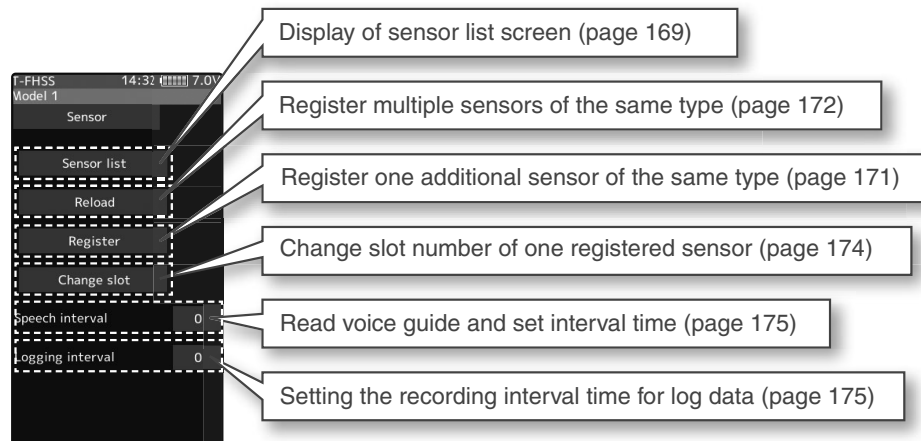 Display of sensor list screen (page 169)
T-FHSS 14:32 7.0V
Model 1
Sensor
Register multiple sensors of the same type (page 172)
Sensor list
Register one additional sensor of the same type (page 171)
Reload
Register
Change slot number of one registered sensor (page 174)
Change slot
Speech interval 0
Read voice guide and set interval time (page 175)
Logging interval 0
Setting the recording interval time for log data (page 175)